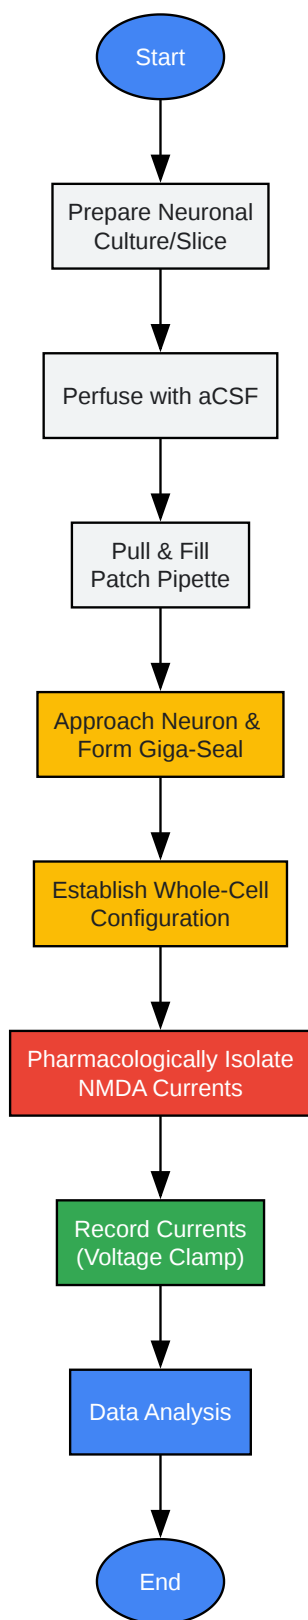 Start
Prepare Neuronal
Culture/Slice
Perfuse with aCSF
Pull & Fill
Patch Pipette
Approach Neuron &
Form Giga-Seal
Establish Whole-Cell
Configuration
Pharmacologically Isolate
NMDA Currents
Record Currents
(Voltage Clamp)
Data Analysis
End